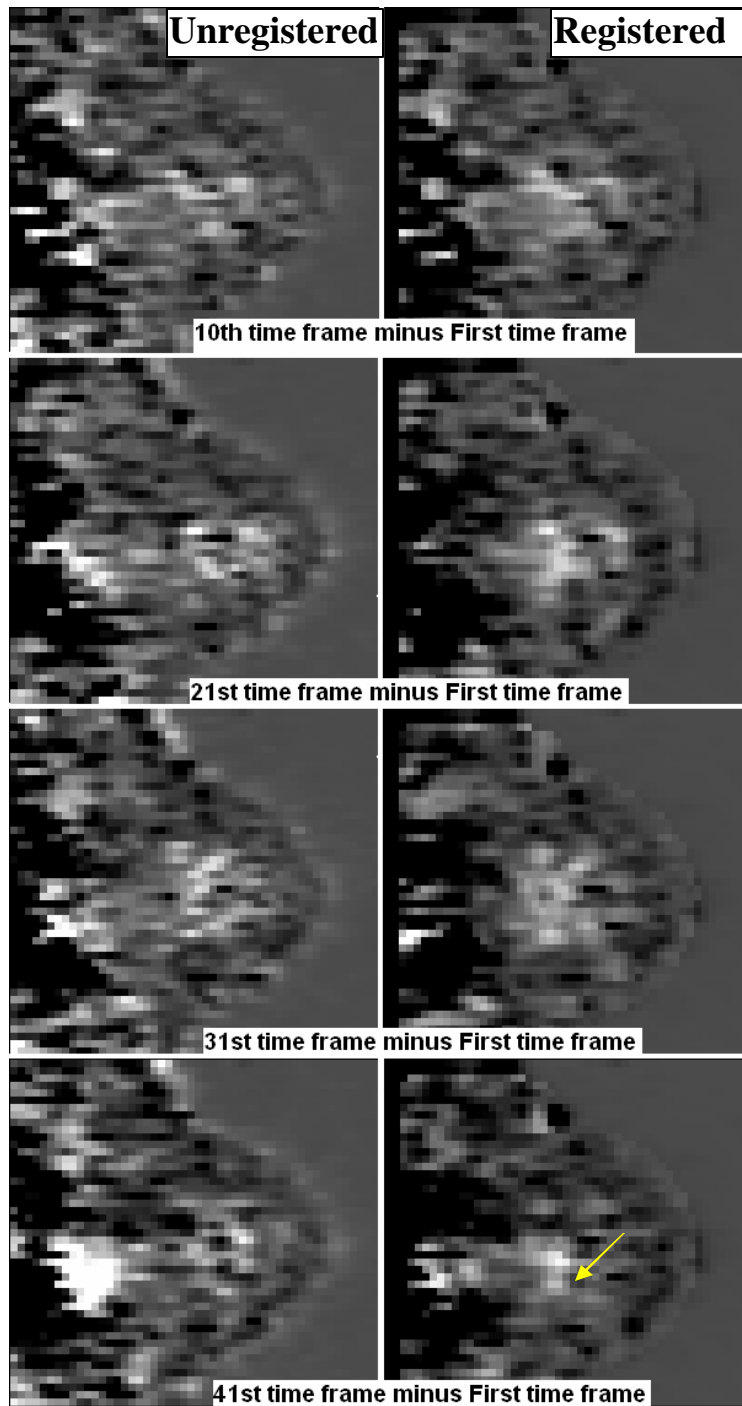 Unregistered
Registered
10th time frame minus First time frame
21st time frame minus First time frame
31st time frame minus First time frame
41st time frame minus First time frame